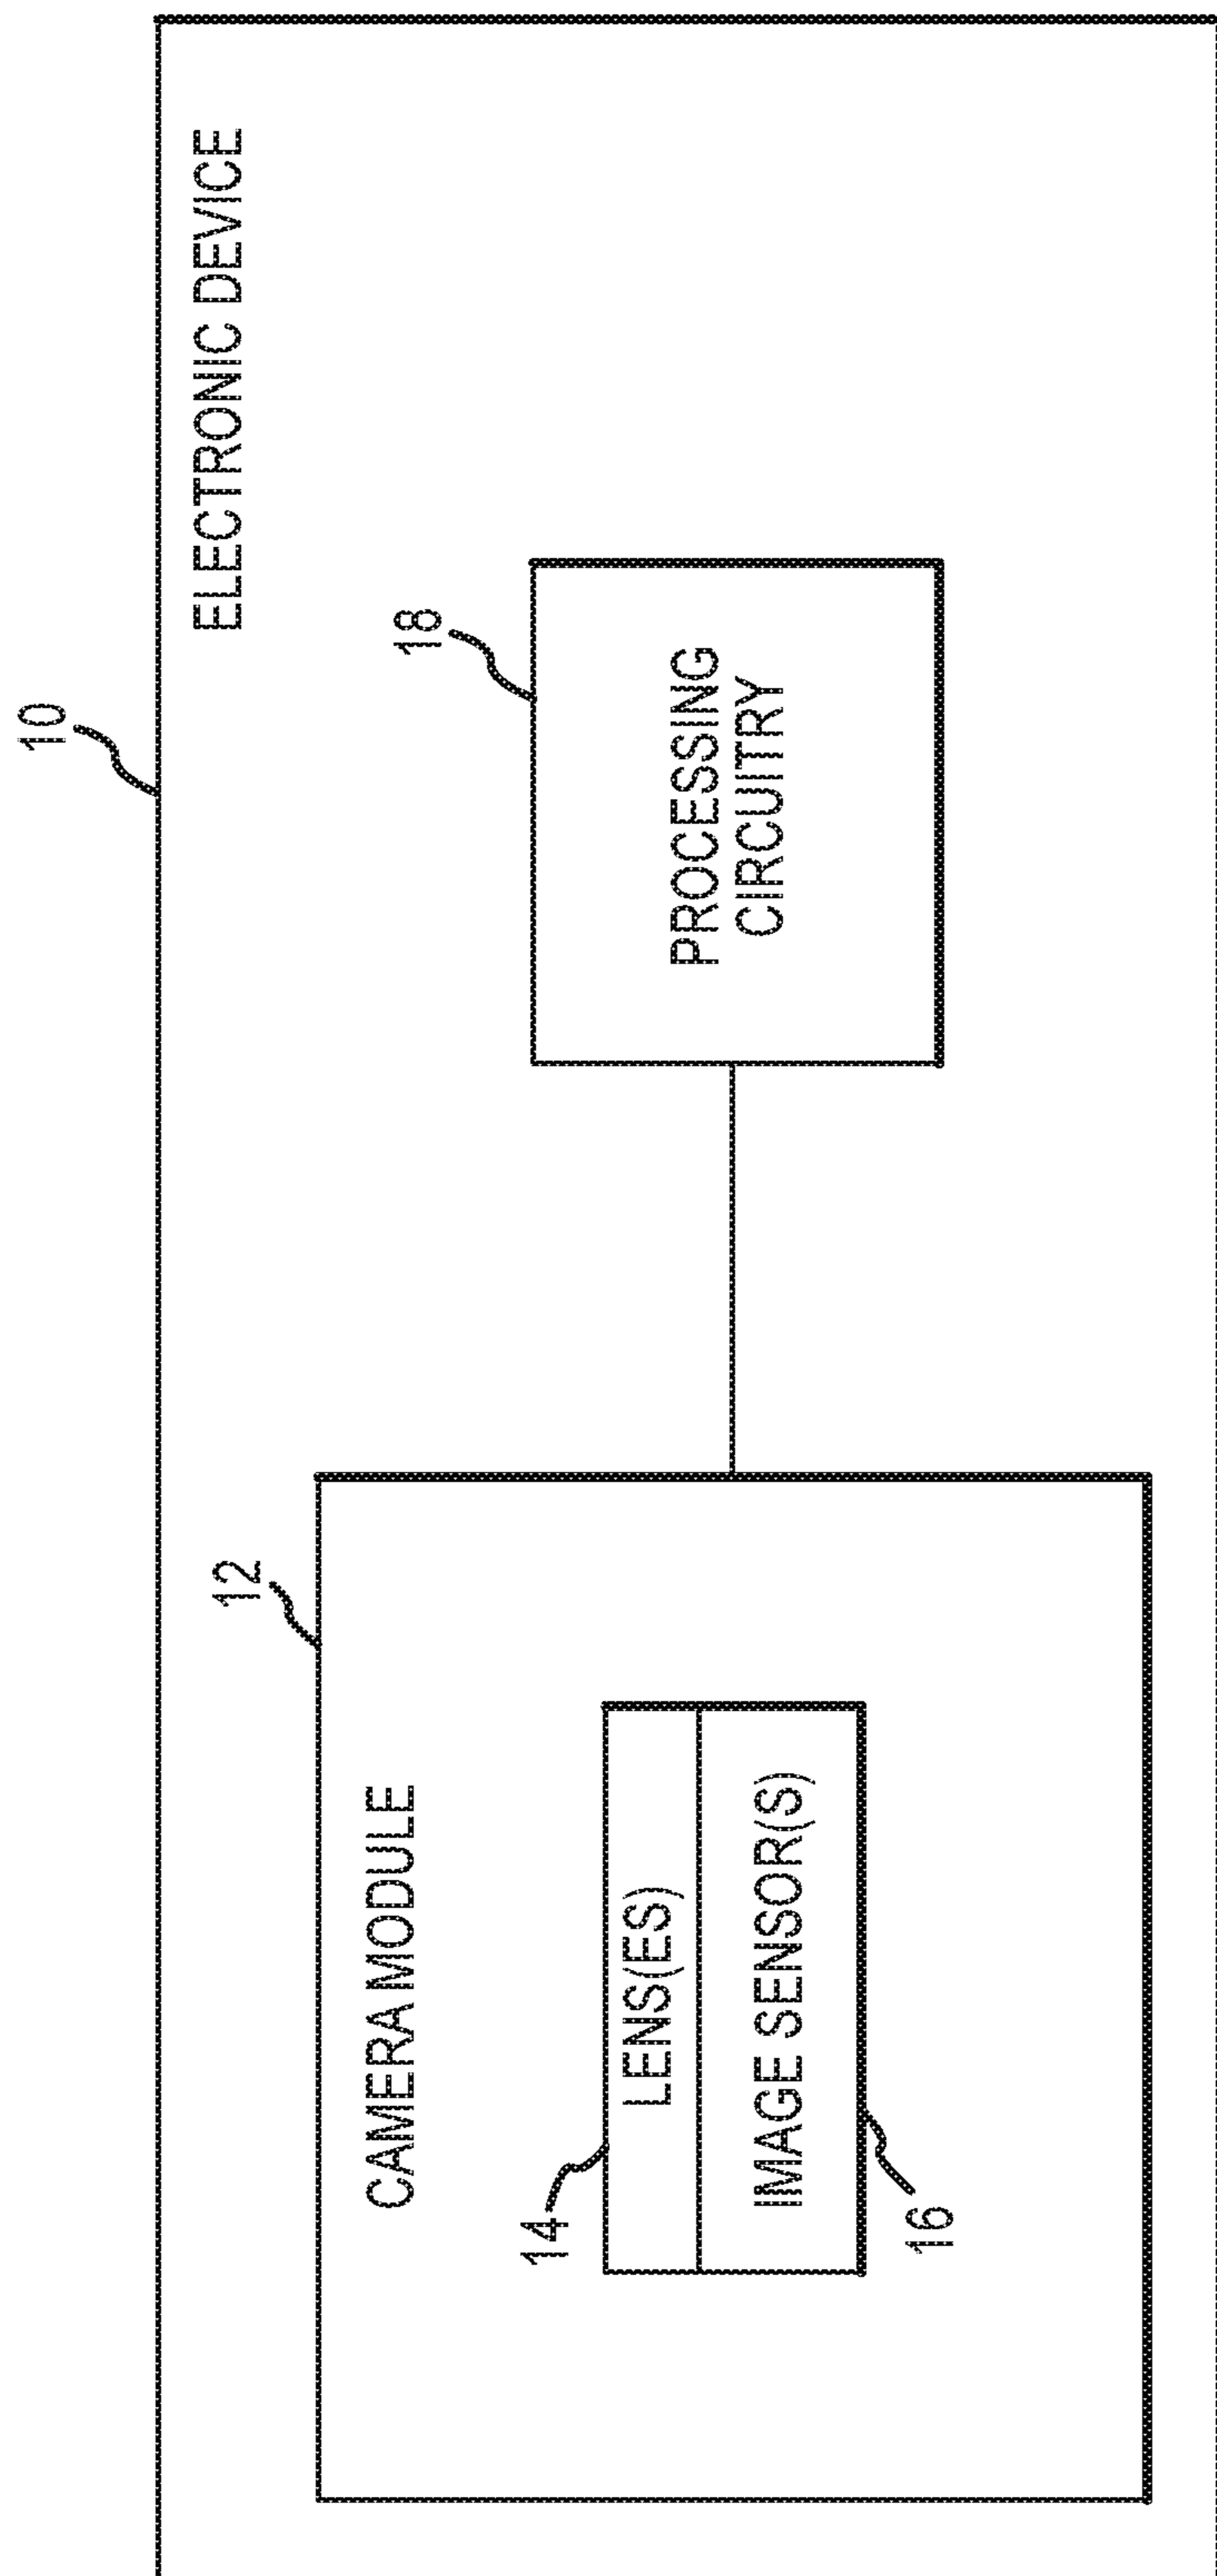 10
ELECTRONIC DEVICE
12
CAMERA MODULE
14
LENS(ES)
IMAGE SENSOR(S)
16
18
PROCESSING
CIRCUITRY